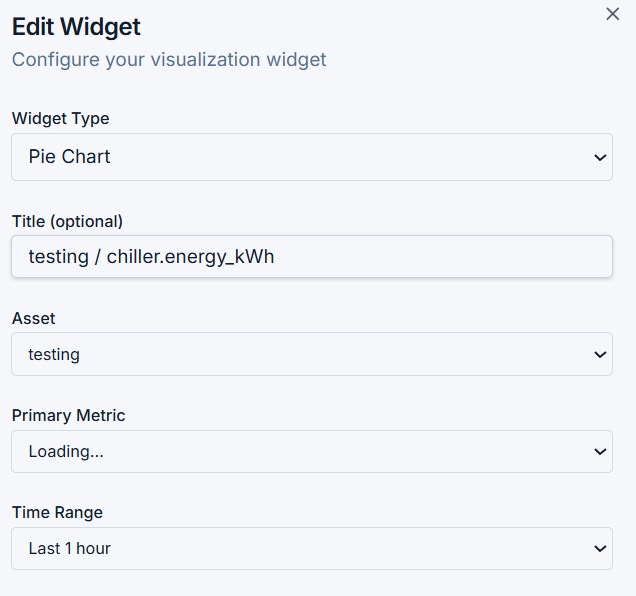 Edit Widget
Configure your visualization widget
Widget Type
Pie Chart
Title (optional)
testing / chiller.energy_kWh
Asset
testing
Primary Metric
Loading...
Time Range
Last 1 hour